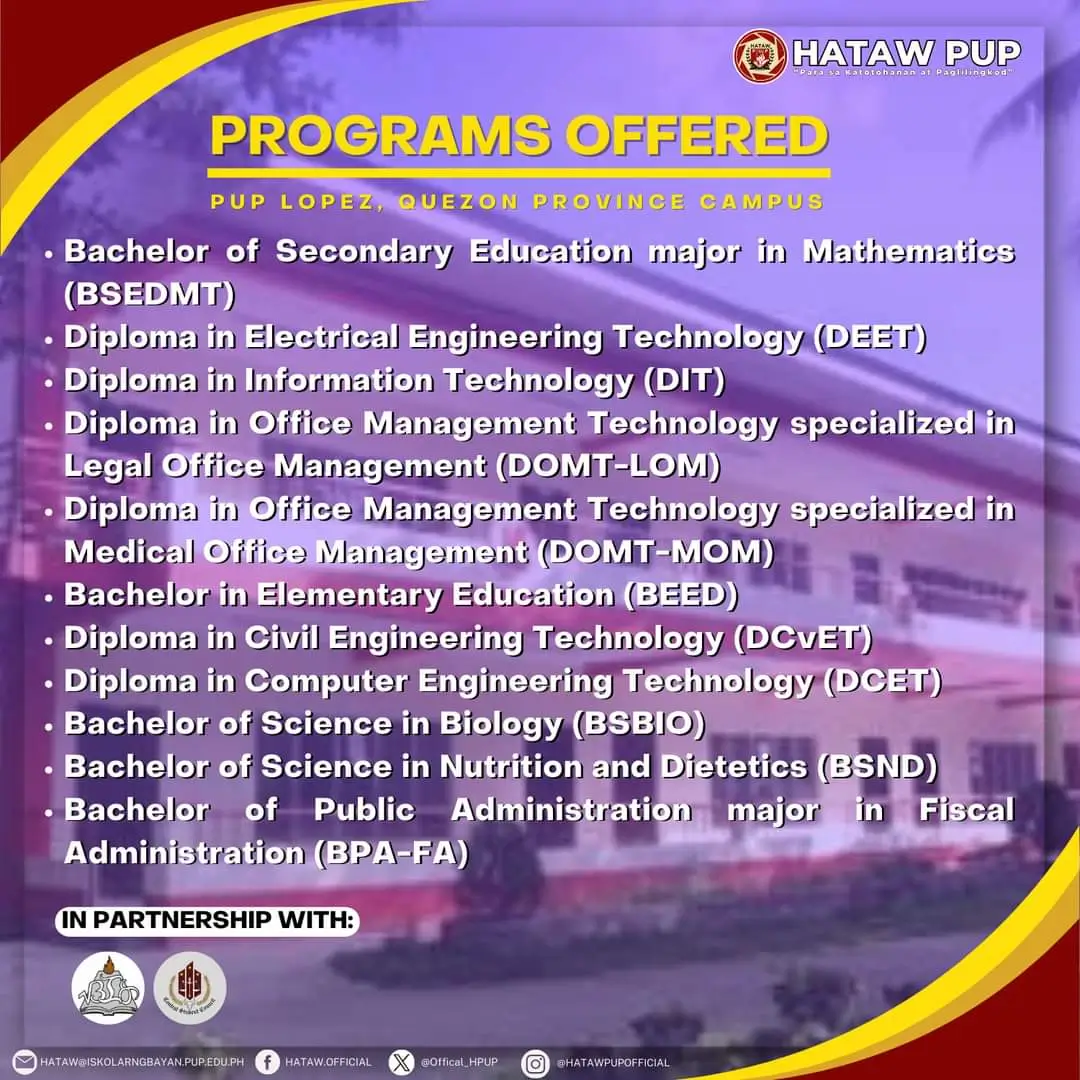 HATAW PUP
"Para sa Katotohanan at Paglilingkod"
PROGRAMS OFFERED
PUP LOPEZ, QUEZON PROVINCE CAMPUS
• Bachelor of Secondary Education major in Mathematics
(BSEDMT)
• Diploma in Electrical Engineering Technology (DEET)
• Diploma in Information Technology (DIT)
• Diploma in Office Management Technology specialized in
Legal Office Management (DOMT-LOM)
• Diploma in Office Management Technology specialized in
Medical Office Management (DOMT-MOM)
• Bachelor in Elementary Education (BEED)
• Diploma in Civil Engineering Technology (DCvET)
• Diploma in Computer Engineering Technology (DCET)
• Bachelor of Science in Biology (BSBIO)
• Bachelor of Science in Nutrition and Dietetics (BSND)
• Bachelor of Public Administration major in Fiscal
Administration (BPA-FA)
IN PARTNERSHIP WITH:
Central Student Council
HATAW@ISKOLARNGBAYAN.PUP.EDU.PH
HATAW.OFFICIAL
@Offical_HPUP
@HATAWPUPOFFICIAL